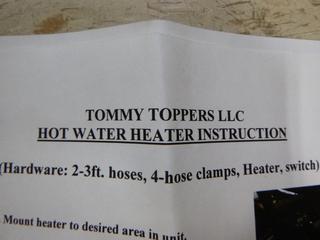 TOMMY TOPPERS LLC
HOT WATER HEATER INSTRUCTION
(Hardware: 2-3ft. hoses, 4-hose clamps, Heater, switch)
Mount heater to desired area in unit.